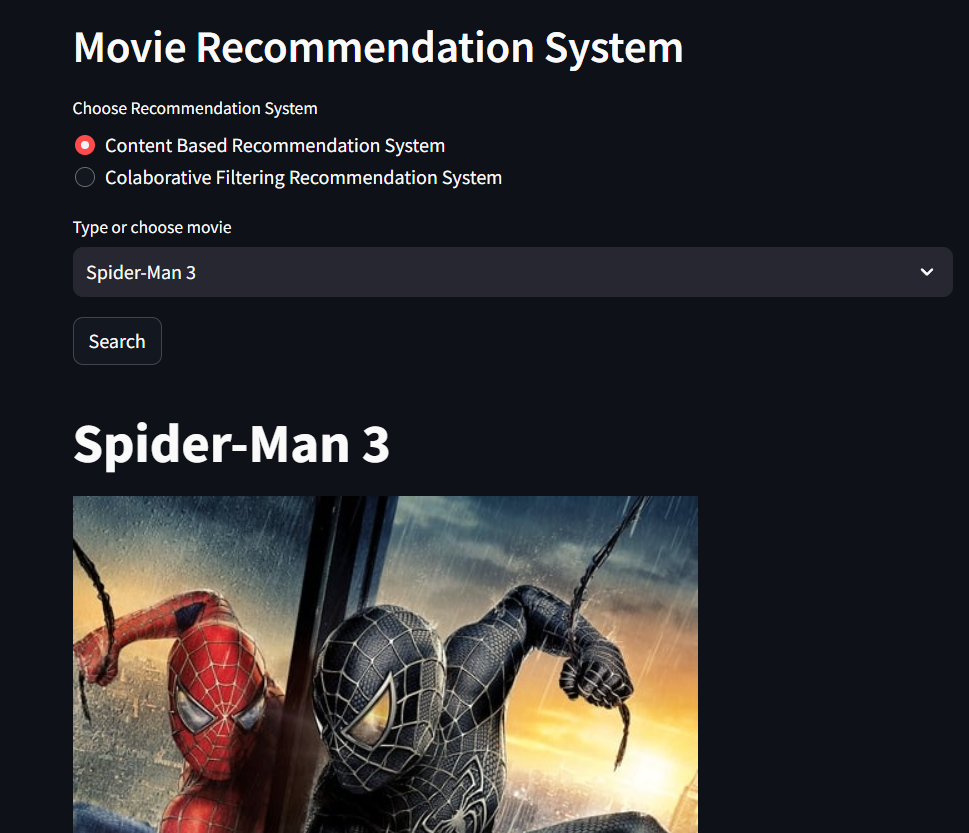 Movie Recommendation System
Choose Recommendation System
Content Based Recommendation System
Colaborative Filtering Recommendation System
Type or choose movie
Spider-Man 3
Search
Spider-Man 3